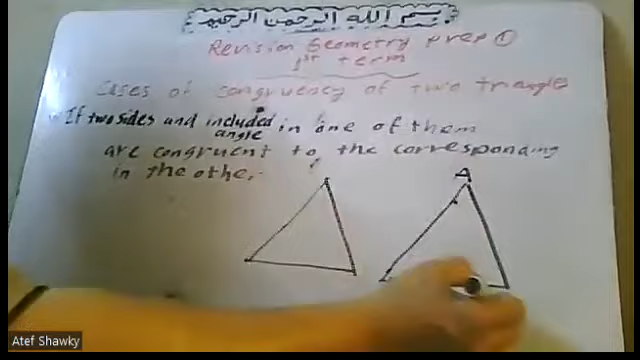 بسم الله الرحمن الرحيم
Revision Geometry prep ①
1st term
Cases of congruency of two triangles
If two sides and included
angle in one of them
are congruent to the corresponding
in the other
A
Atef Shawky